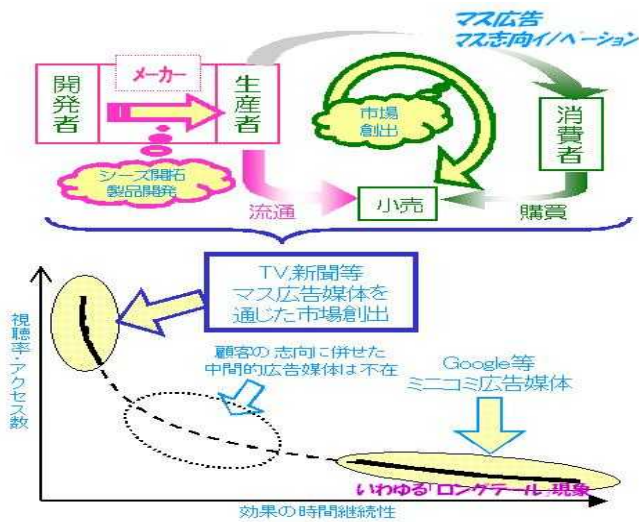 マス広告
マス志向イノベーション
メーカー
開発者
生産者
市場
創出
消費者
シーズ開拓
製品開発
流通
小売
購買
TV,新聞等
マス広告媒体を
通じた市場創出
視聴率・アクセス数
顧客の志向に併せた
中間的広告媒体は不在
Google等
ミニコミ広告媒体
いわゆる「ロングテール」現象
効果の時間継続性